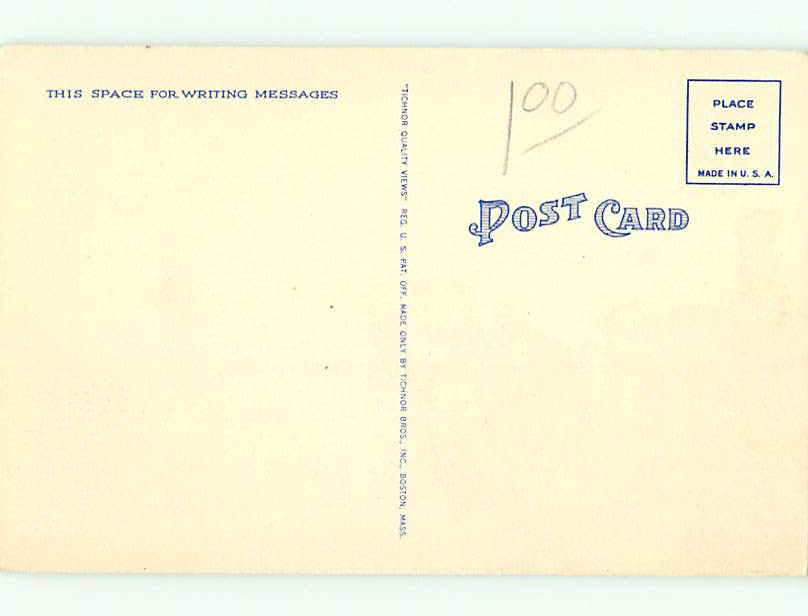 THIS SPACE FOR WRITING MESSAGES
"TICHNOR QUALITY VIEWS" REG. U. S. PAT. OFF. MADE ONLY BY TICHNOR BROS., INC., BOSTON, MASS.
100
PLACE
STAMP
HERE
MADE IN U. S. A.
POST CARD